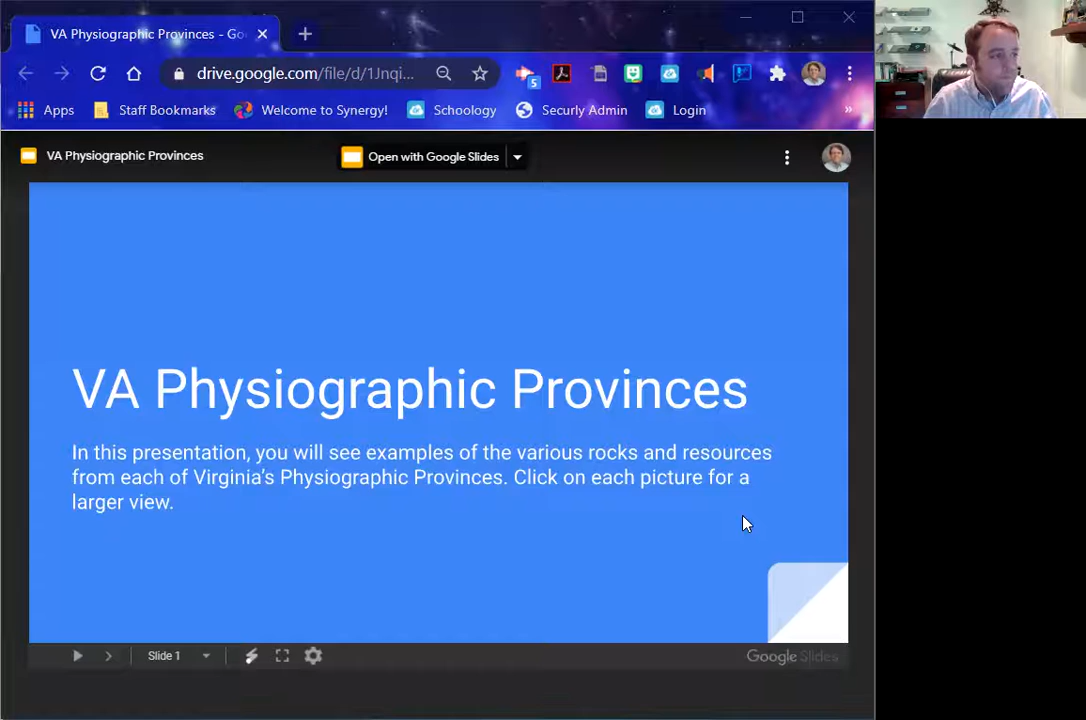 VA Physiographic Provinces - Go
drive.google.com/file/d/1Jnqi...
5
Apps
Staff Bookmarks
Welcome to Synergy!
Schoology
Securly Admin
Login
»
VA Physiographic Provinces
Open with Google Slides
VA Physiographic Provinces
In this presentation, you will see examples of the various rocks and resources
from each of Virginia's Physiographic Provinces. Click on each picture for a
larger view.
Slide 1
Google Slides